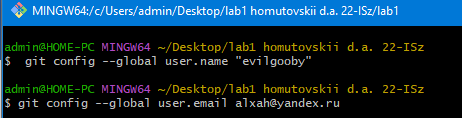 MINGW64:/c/Users/admin/Desktop/lab1 homutovskii d.a. 22-ISz/lab1
admin@HOME-PC MINGW64 ~/Desktop/lab1 homutovskii d.a. 22-ISz
$  git config --global user.name "evilgooby"
admin@HOME-PC MINGW64 ~/Desktop/lab1 homutovskii d.a. 22-ISz
$ git config --global user.email alxah@yandex.ru